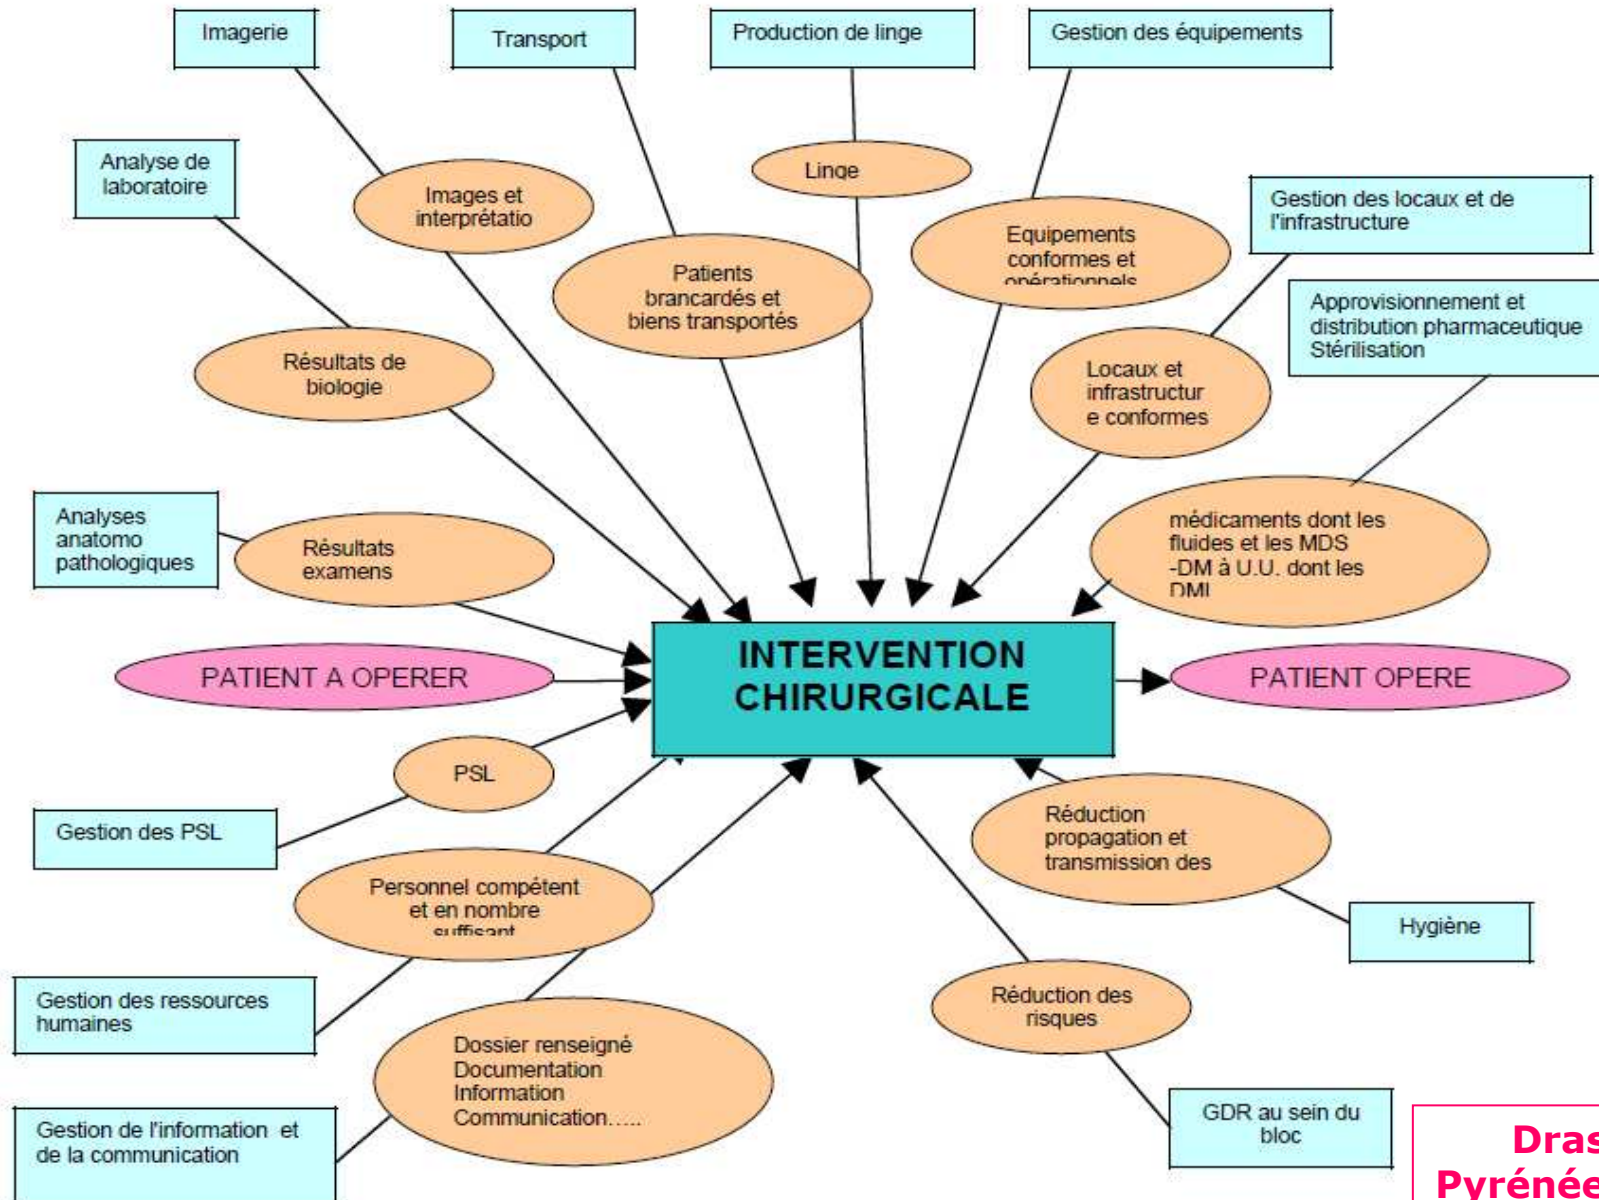 Imagerie
Transport
Production de linge
Gestion des équipements
Analyse de
laboratoire
Images et
interprétatio
Linge
Gestion des locaux et de
l'infrastructure
Patients
brancardés et
biens transportés
Equipements
conformes et
opérationnels
Approvisionnement et
distribution pharmaceutique
Stérilisation
Résultats de
biologie
Locaux et
infrastructur
e conformes
Analyses
anatomo
pathologiques
Résultats
examens
médicaments dont les
fluides et les MDS
-DM à U.U. dont les
DMI
PATIENT A OPERER
INTERVENTION
CHIRURGICALE
PATIENT OPERE
PSL
Gestion des PSL
Réduction
propagation et
transmission des
Personnel compétent
et en nombre
suffisant
Hygiène
Gestion des ressources
humaines
Réduction des
risques
Dossier renseigné
Documentation
Information
Communication…..
Gestion de l'information et
de la communication
GDR au sein du
bloc
Dras
Pyrénée